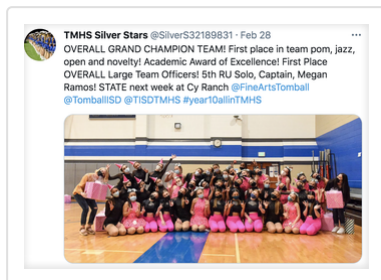 TMHS Silver Stars @SilverS32189831 · Feb 28
OVERALL GRAND CHAMPION TEAM! First place in team pom, jazz,
open and novelty! Academic Award of Excellence! First Place
OVERALL Large Team Officers! 5th RU Solo, Captain, Megan
Ramos! STATE next week at Cy Ranch @FineArtsTomball
@TomballISD @TISDTMHS #year10allinTMHS